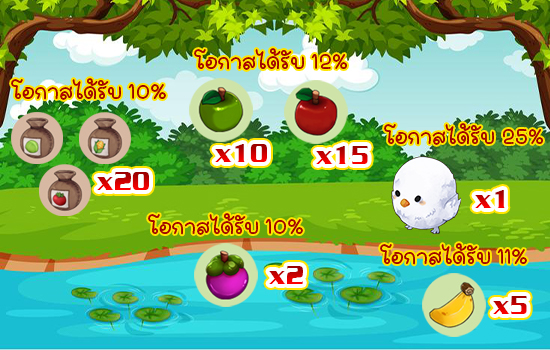 โอกาสได้รับ 12%
โอกาสได้รับ 10%
x10
x15
x20
โอกาสได้รับ 25%
x1
โอกาสได้รับ 10%
x2
โอกาสได้รับ 11%
x5